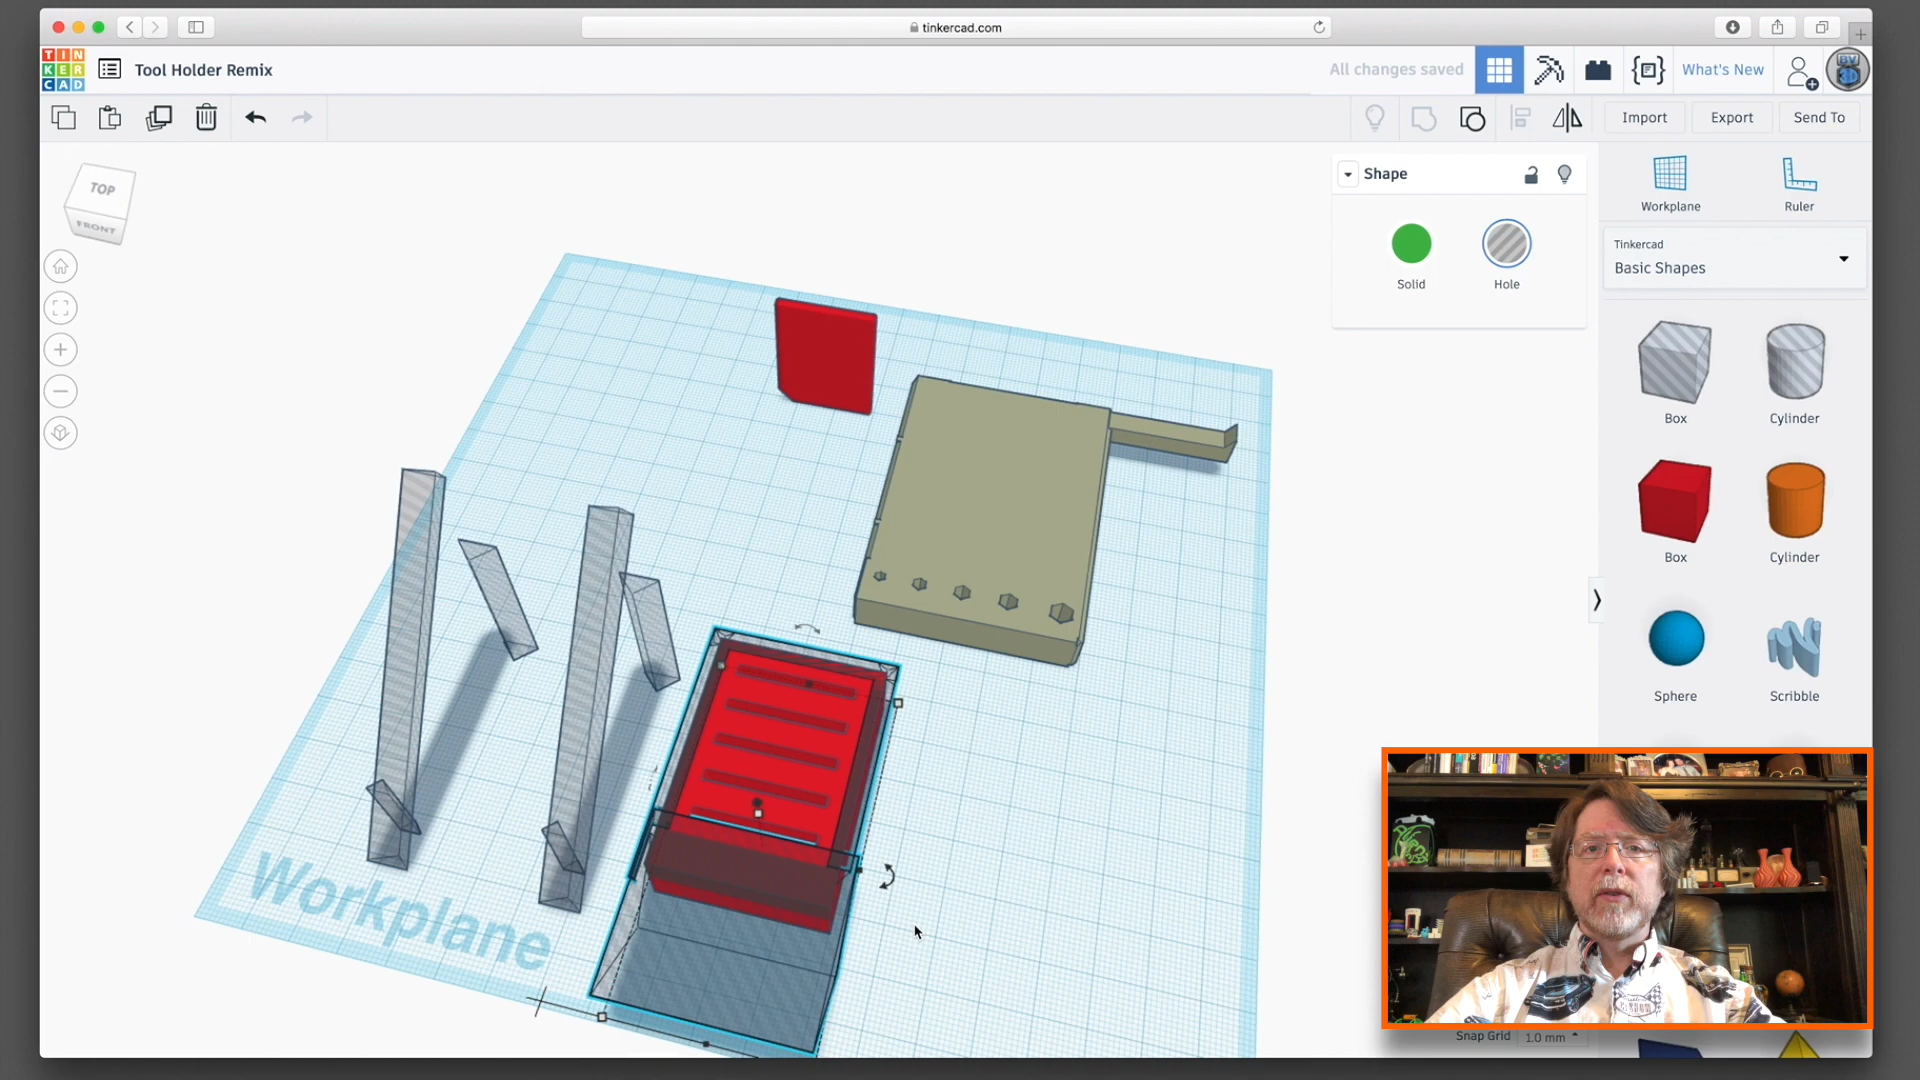 tinkercad.com
TIN
KER
CAD
Tool Holder Remix
All changes saved
What's New
Import
Export
Send To
TOP
FRONT
Shape
Solid
Hole
Workplane
Ruler
Tinkercad
Basic Shapes
Box
Cylinder
Box
Cylinder
Sphere
Scribble
Workplane
Snap Grid
1.0 mm